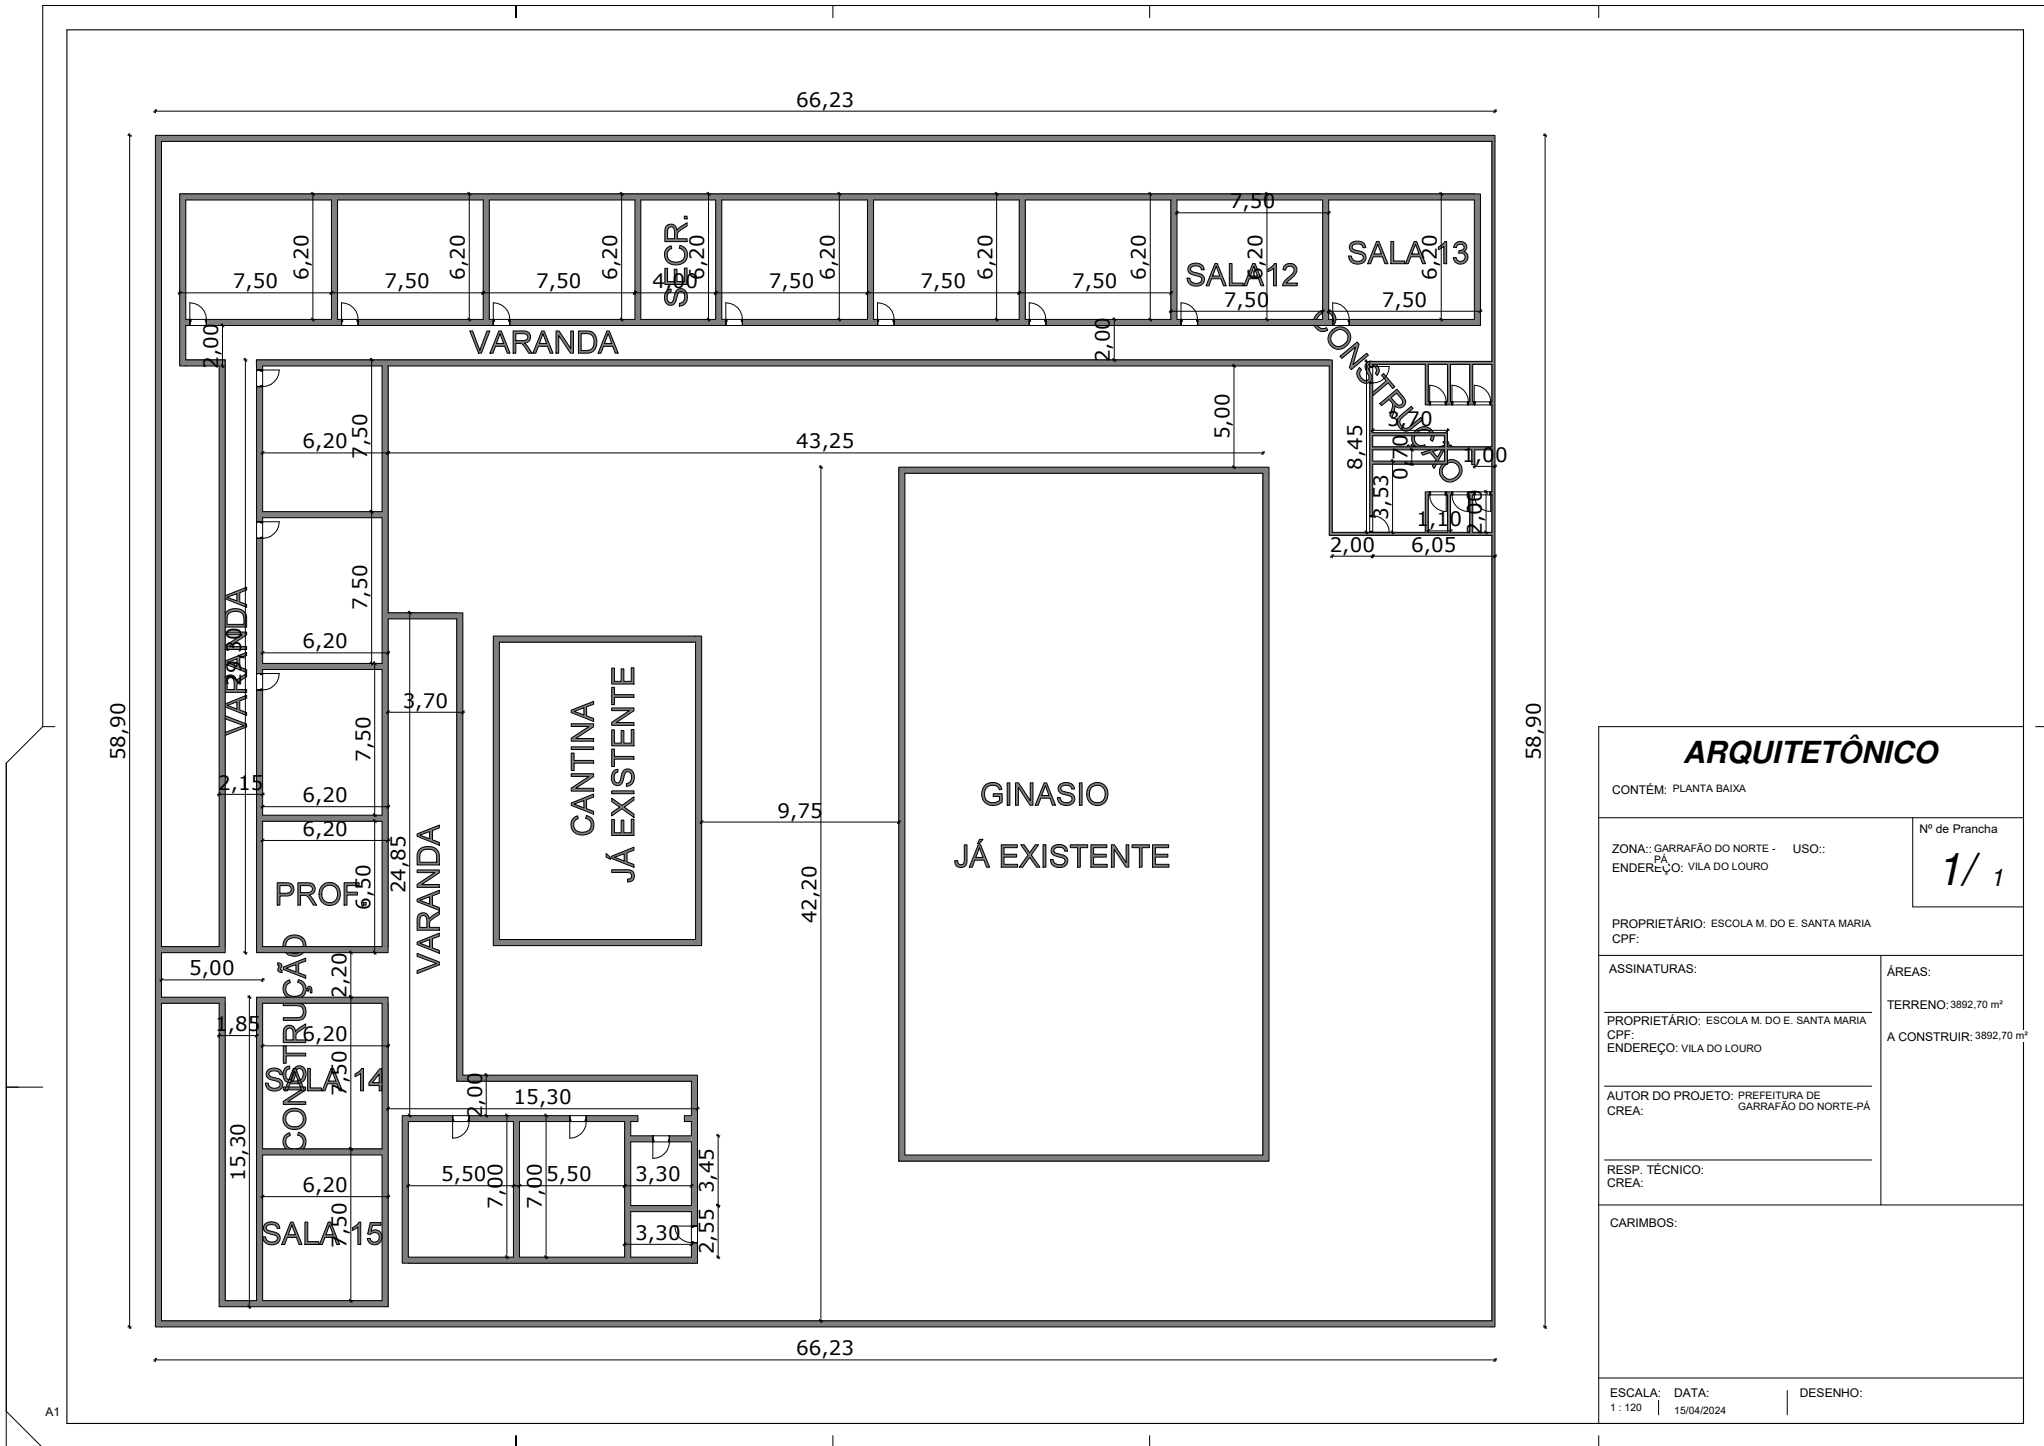 66,23
58,90
58,90
7,50
6,20
7,50
6,20
7,50
6,20
SECR.
4,00
6,20
7,50
6,20
7,50
6,20
7,50
6,20
7,50
SALA 12
6,20
7,50
SALA 13
6,20
7,50
2,00
VARANDA
2,00
CONSTRUÇÃO
5,00
8,45
3,70
0,70
1,00
3,53
1,10
2,00
2,00
6,05
43,25
6,20
7,50
7,50
6,20
VARANDA
3,70
7,50
2,15
6,20
6,20
PROF.
6,50
24,85
VARANDA
CANTINA
JÁ EXISTENTE
9,75
42,20
GINASIO
JÁ EXISTENTE
5,00
CONSTRUÇÃO
2,20
1,85
6,20
SALA 14
7,50
15,30
6,20
SALA 15
7,50
2,00
15,30
5,50
7,00
7,00
5,50
3,30
3,45
3,30
2,55
66,23
A1
ARQUITETÔNICO
CONTÉM: PLANTA BAIXA
ZONA:: GARRAFÃO DO NORTE - PÁ
USO::
ENDEREÇO: VILA DO LOURO
Nº de Prancha
1/ 1
PROPRIETÁRIO: ESCOLA M. DO E. SANTA MARIA
CPF:
ASSINATURAS:
PROPRIETÁRIO: ESCOLA M. DO E. SANTA MARIA
CPF:
ENDEREÇO: VILA DO LOURO
AUTOR DO PROJETO: PREFEITURA DE
CREA: GARRAFÃO DO NORTE-PÁ
RESP. TÉCNICO:
CREA:
ÁREAS:
TERRENO: 3892,70 m²
A CONSTRUIR: 3892,70 m²
CARIMBOS:
ESCALA: DATA: DESENHO:
1 : 120 15/04/2024